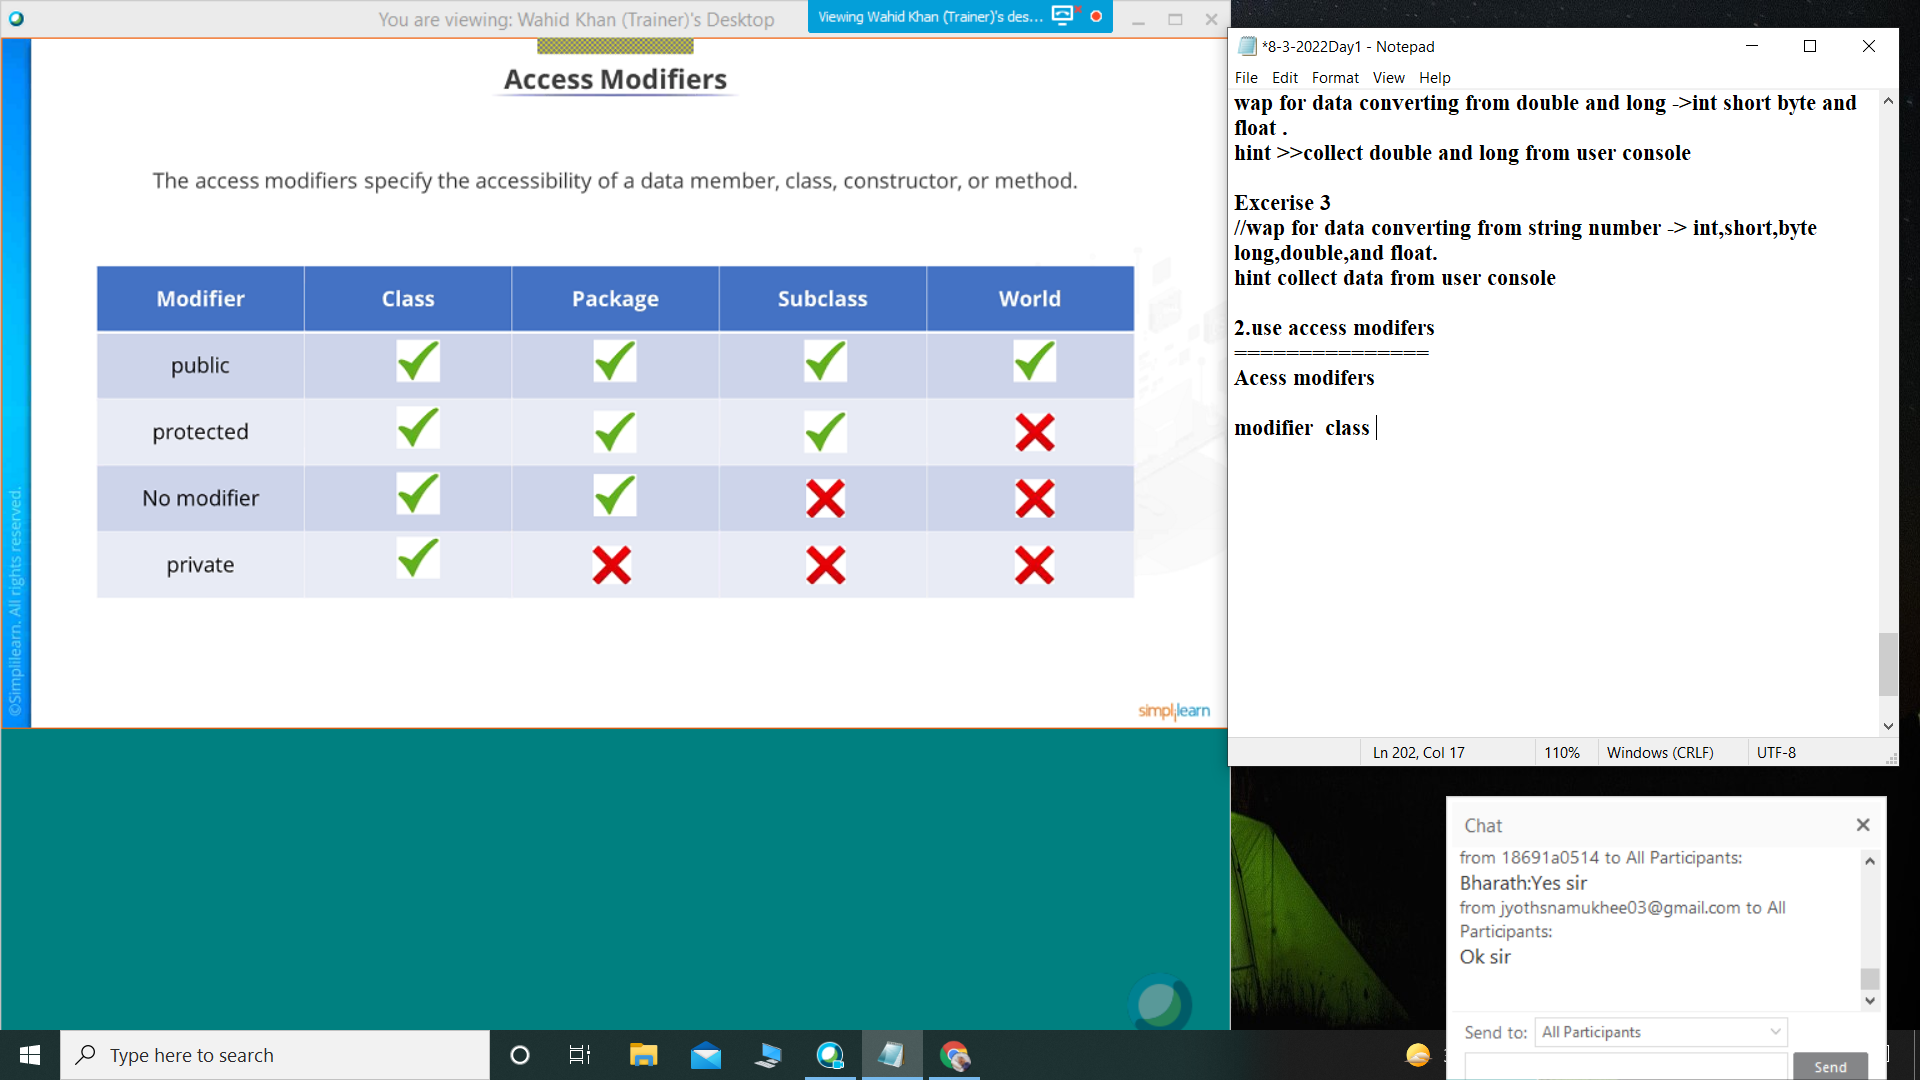 You are viewing: Wahid Khan (Trainer)'s Desktop
Viewing Wahid Khan (Trainer)'s des...
Access Modifiers
The access modifiers specify the accessibility of a data member, class, constructor, or method.
Modifier Class Package Subclass World
public
protected
No modifier
private
©Simplilearn. All rights reserved.
simplilearn
*8-3-2022Day1 - Notepad
File Edit Format View Help
wap for data converting from double and long ->int short byte and
float .
hint >>collect double and long from user console
Excerise 3
//wap for data converting from string number -> int,short,byte
long,double,and float.
hint collect data from user console
2.use access modifers
===============
Acess modifers
modifier  class
Ln 202, Col 17 110% Windows (CRLF) UTF-8
Chat
from 18691a0514 to All Participants:
Bharath:Yes sir
from jyothsnamukhee03@gmail.com to All
Participants:
Ok sir
Send to: All Participants
Send
Type here to search